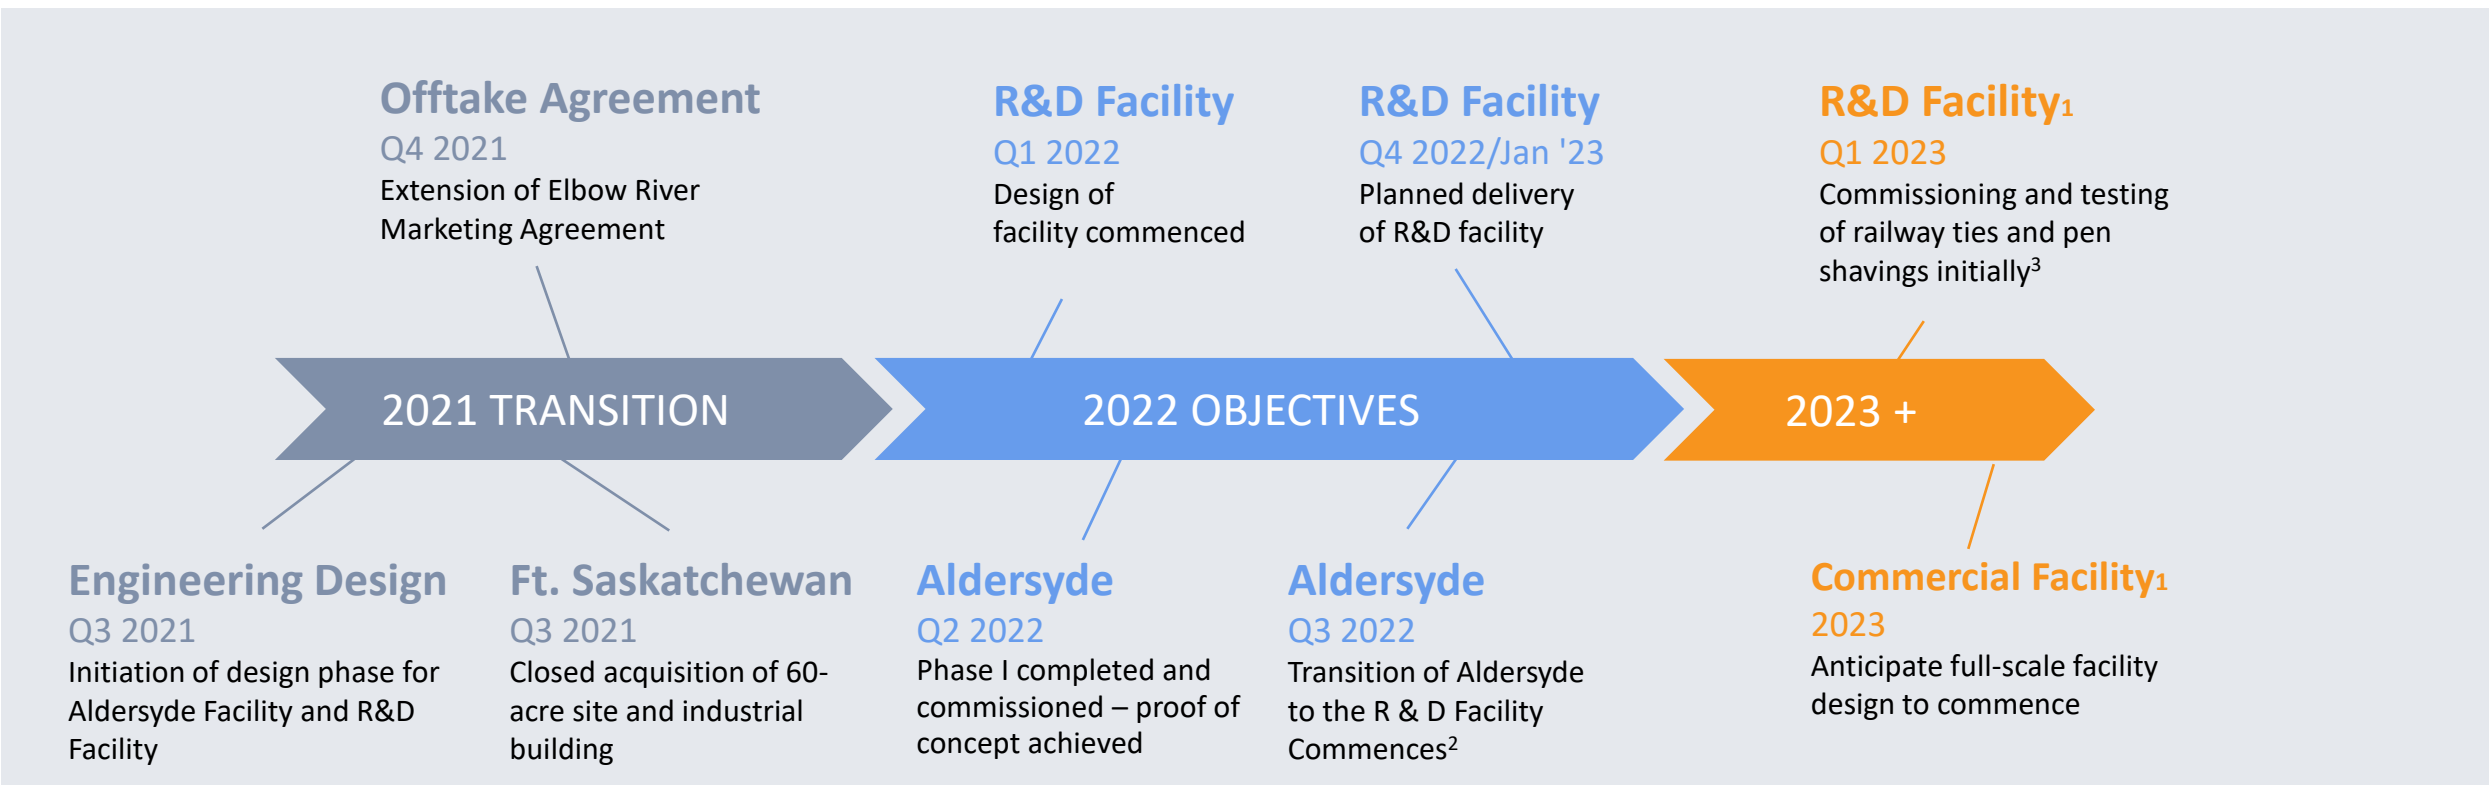 Offtake Agreement
Q4 2021
Extension of Elbow River
Marketing Agreement
R&D Facility
Q1 2022
Design of
facility commenced
R&D Facility
Q4 2022/Jan '23
Planned delivery
of R&D facility
R&D Facility1
Q1 2023
Commissioning and testing
of railway ties and pen
shavings initially3
2021 TRANSITION
2022 OBJECTIVES
2023 +
Engineering Design
Q3 2021
Initiation of design phase for
Aldersyde Facility and R&D
Facility
Ft. Saskatchewan
Q3 2021
Closed acquisition of 60-
acre site and industrial
building
Aldersyde
Q2 2022
Phase I completed and
commissioned – proof of
concept achieved
Aldersyde
Q3 2022
Transition of Aldersyde
to the R & D Facility
Commences2
Commercial Facility1
2023
Anticipate full-scale facility
design to commence